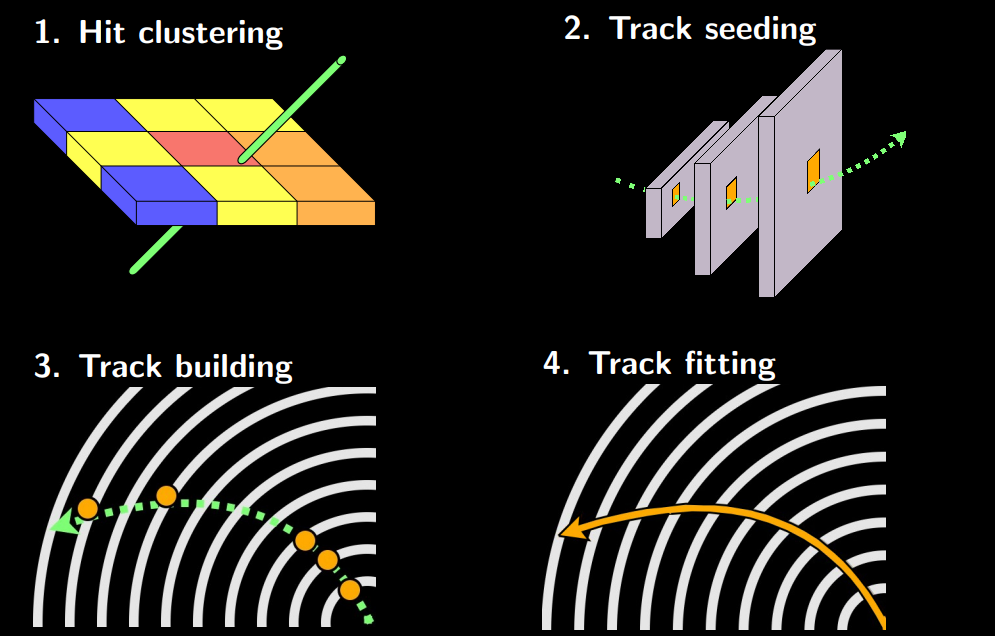 1. Hit clustering
2. Track seeding
3. Track building
4. Track fitting